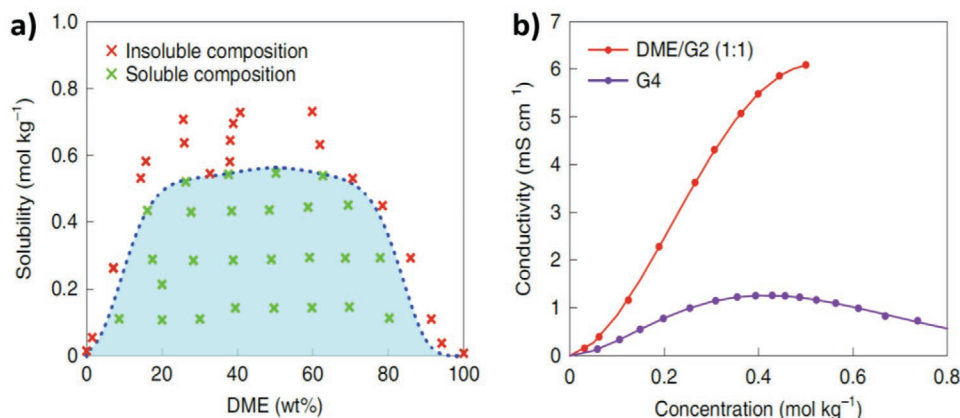 a)
1.0
0.8
0.6
0.4
0.2
0
Solubility (mol kg⁻¹)
Insoluble composition
Soluble composition
0 20 40 60 80 100
DME (wt%)
b)
7
6
5
4
3
2
1
0
Conductivity (mS cm⁻¹)
DME/G2 (1:1)
G4
0 0.2 0.4 0.6 0.8
Concentration (mol kg⁻¹)